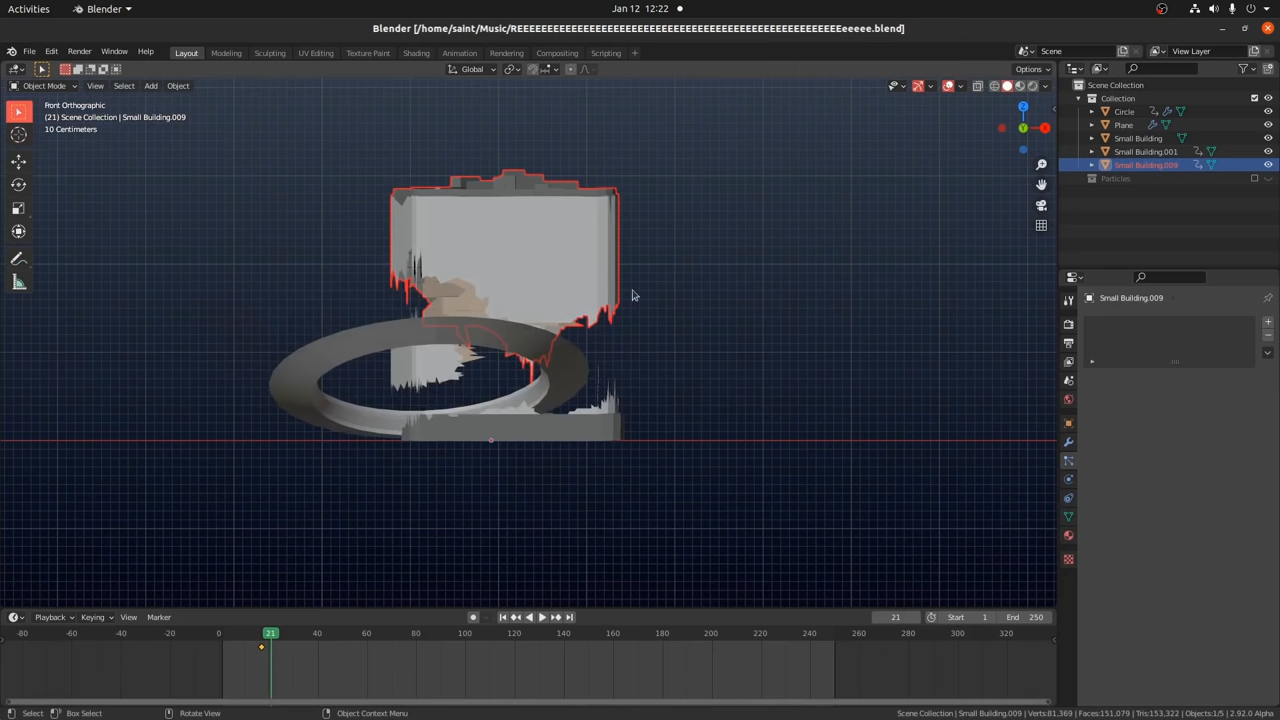 Activities
Blender
Jan 12 12:22
Blender [/home/saint/Music/REEEEEEEEEEEEEEEEEEEEEEEEEEEEEEEEEEEEEEEEEEEEEEEEEEEEEEEEEEeeeee.blend]
File Edit Render Window Help
Layout Modeling Sculpting UV Editing Texture Paint Shading Animation Rendering Compositing Scripting +
Scene
View Layer
Global
Options
Object Mode View Select Add Object
Front Orthographic
(21) Scene Collection | Small Building.009
10 Centimeters
Z
Y
X
Scene Collection
Collection
Circle
Plane
Small Building
Small Building.001
Small Building.009
Particles
Small Building.009
Playback Keying View Marker
21 Start 1 End 250
-80 -60 -40 -20 0 21 40 60 80 100 120 140 160 180 200 220 240 260 280 300 320
Select Box Select Rotate View Object Context Menu
Scene Collection | Small Building.009 | Verts:81,369 | Faces:151,079 | Tris:153,322 | Objects:1/5 | 2.92.0 Alpha